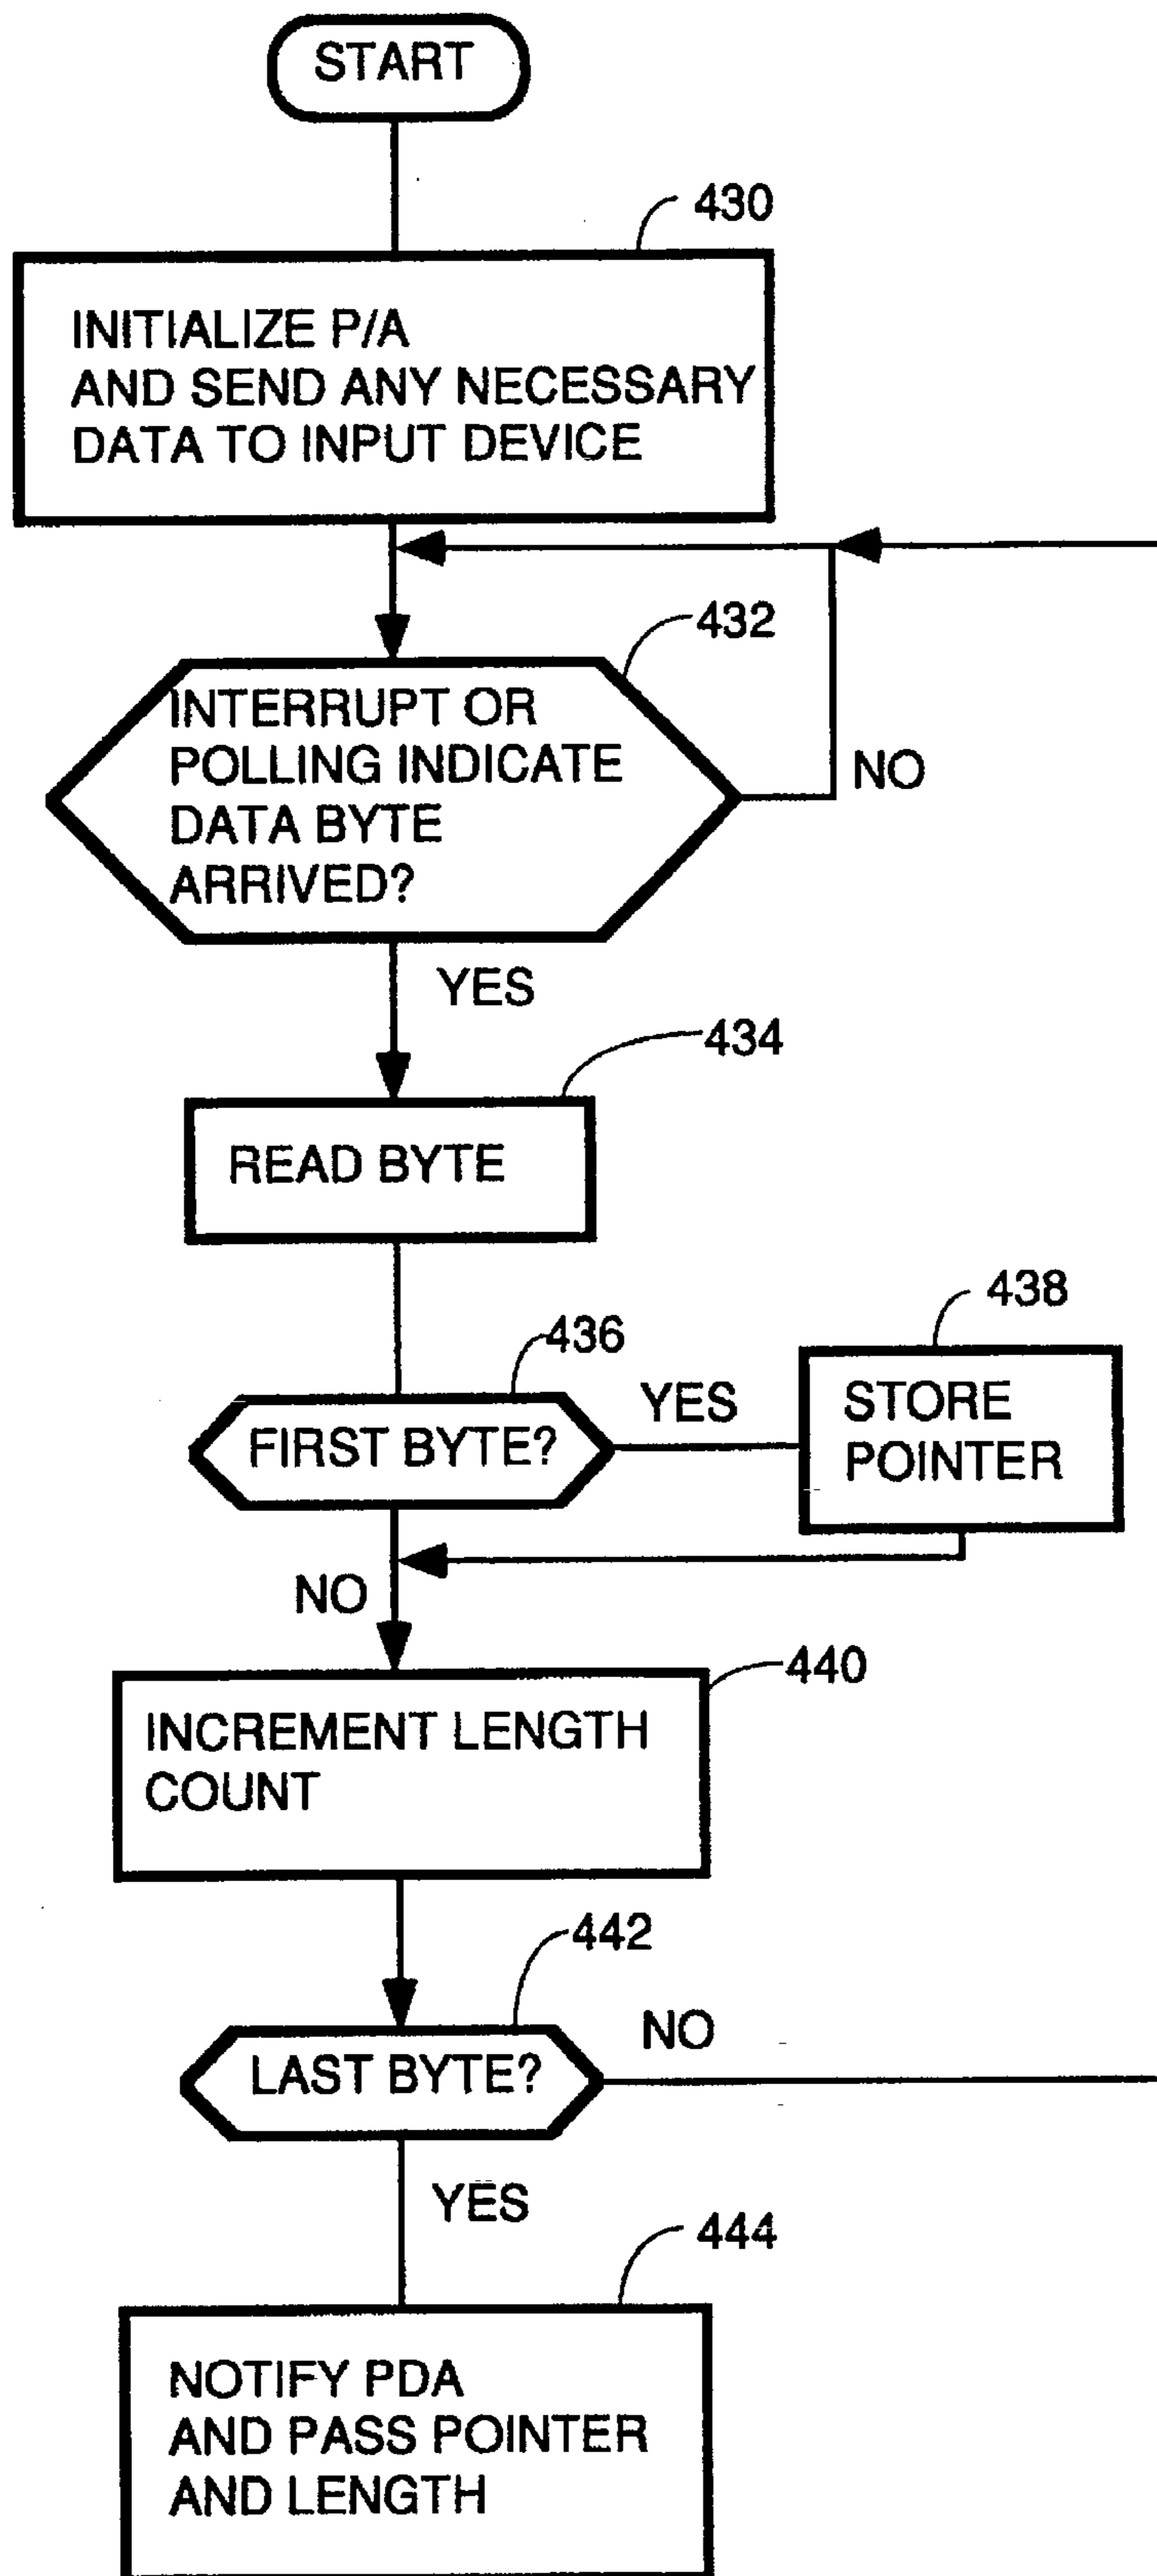 START
430
INITIALIZE P/A
AND SEND ANY NECESSARY
DATA TO INPUT DEVICE
432
INTERRUPT OR
POLLING INDICATE
DATA BYTE
ARRIVED?
NO
YES
434
READ BYTE
436
438
FIRST BYTE?
YES
STORE
POINTER
NO
440
INCREMENT LENGTH
COUNT
442
LAST BYTE?
NO
YES
444
NOTIFY PDA
AND PASS POINTER
AND LENGTH